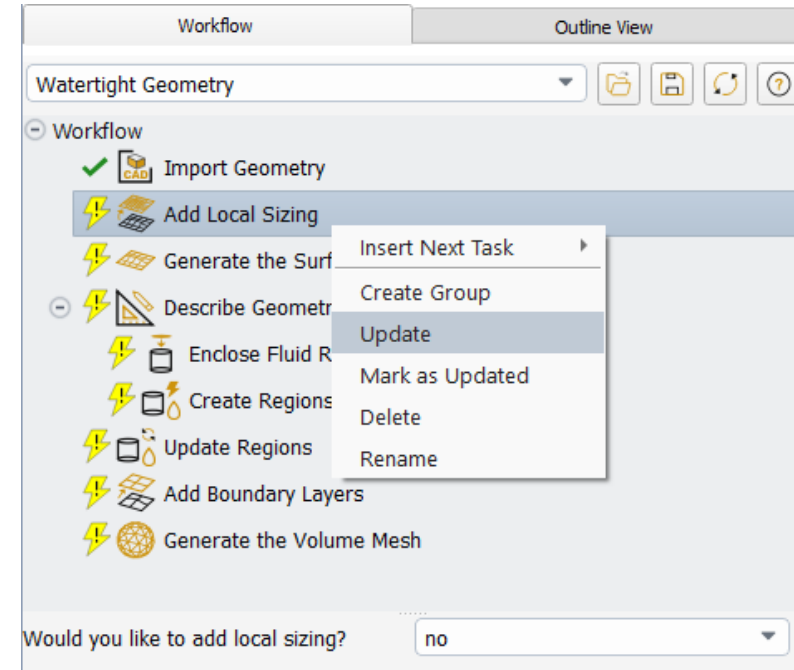 Workflow
Outline View
Watertight Geometry
Workflow
CAD
Import Geometry
Add Local Sizing
Insert Next Task
Generate the Surf
Create Group
Describe Geometr
Update
Enclose Fluid R
Mark as Updated
Create Regions
Delete
Update Regions
Rename
Add Boundary Layers
Generate the Volume Mesh
Would you like to add local sizing? no